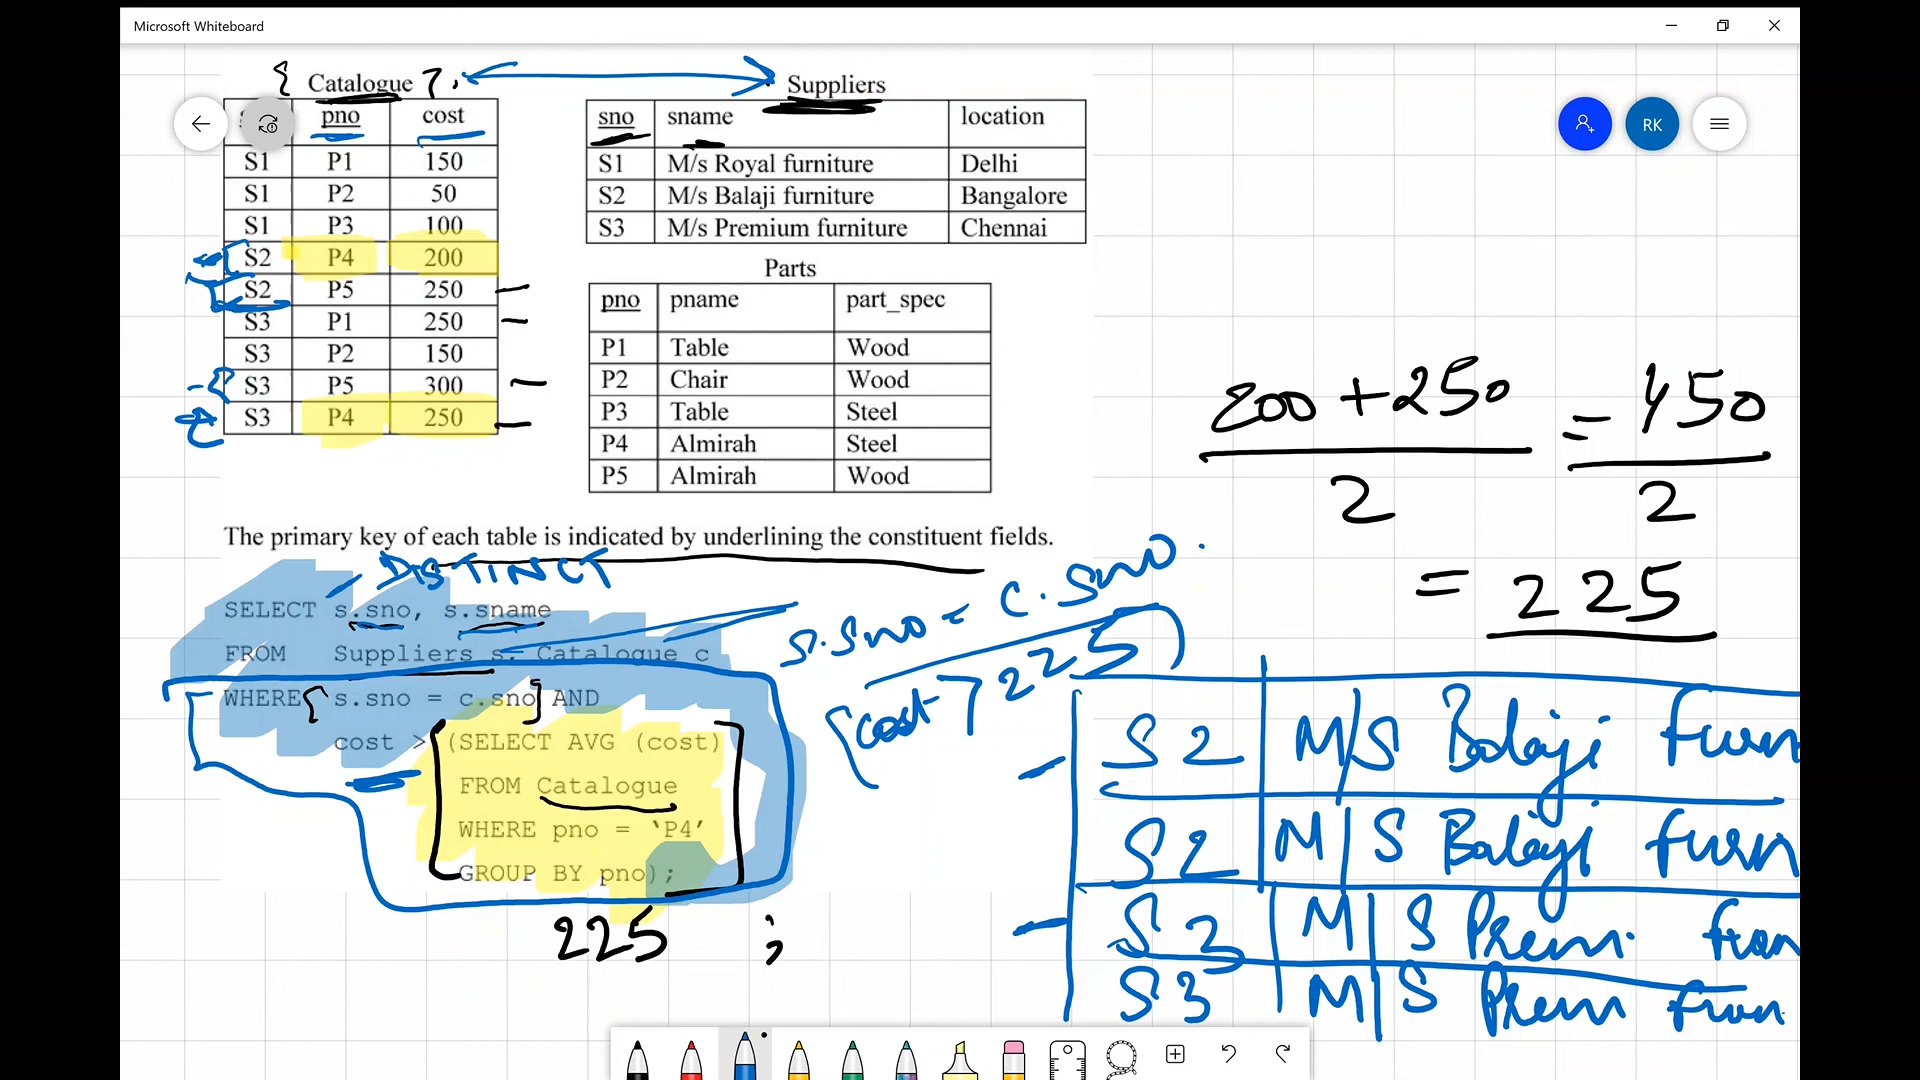 Microsoft Whiteboard
{ Catalogue }
pno cost
S1 P1 150
S1 P2 50
S1 P3 100
S2 P4 200
S2 P5 250
S3 P1 250
S3 P2 150
S3 P5 300
S3 P4 250
Suppliers
sno sname location
S1 M/s Royal furniture Delhi
S2 M/s Balaji furniture Bangalore
S3 M/s Premium furniture Chennai
Parts
pno pname part_spec
P1 Table Wood
P2 Chair Wood
P3 Table Steel
P4 Almirah Steel
P5 Almirah Wood
RK
200 + 250 = 450
2 2
= 225
The primary key of each table is indicated by underlining the constituent fields.
DISTINCT
SELECT s.sno, s.sname
FROM Suppliers s, Catalogue c
WHERE [ s.sno = c.sno ] AND
cost > (SELECT AVG (cost)
FROM Catalogue
WHERE pno = ‘P4’
GROUP BY pno);
225 ;
s.sno = c.sno.
(cost > 225)
S2 M/S Balaji furn
S2 M/S Balaji furn
S3 M/S Prem. furn
S3 M/S Prem furn